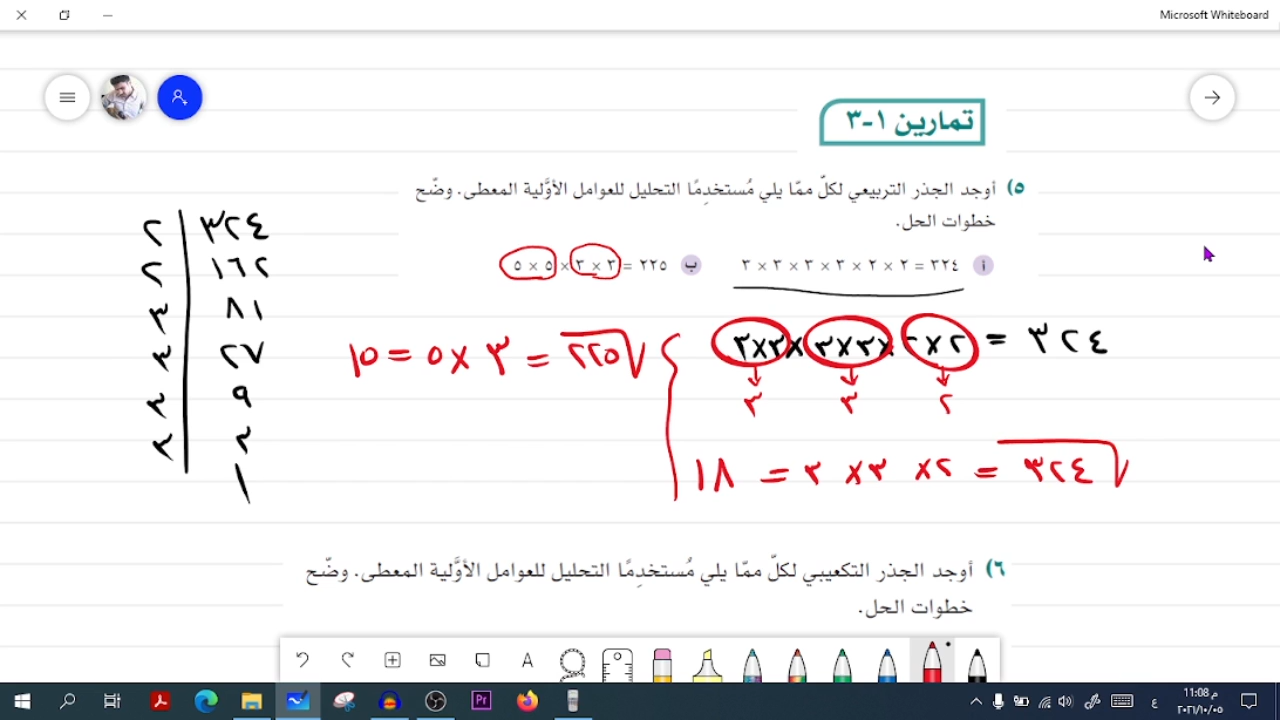 Microsoft Whiteboard
تمارين ١-٣
٥) أوجد الجذر التربيعي لكلّ ممّا يلي مُستخدِمًا التحليل للعوامل الأوَّلية المعطى. وضّح
خطوات الحل.
أ ٣٢٤ = ٢ × ٢ × ٣ × ٣ × ٣ × ٣
ب ٢٢٥ = ٣ × ٣ × ٥ × ٥
٣٢٤ = ٢×٢×٣×٣×٣×٣
٢ ٣ ٣
√٣٢٤ = ٢× ٣× ٣ = ١٨
√٢٢٥ = ٣ × ٥ = ١٥
٣٢٤ | ٢
١٦٢ | ٢
٨١ | ٣
٢٧ | ٣
٩ | ٣
٣ | ٣
١
٦) أوجد الجذر التكعيبي لكلّ ممّا يلي مُستخدِمًا التحليل للعوامل الأوَّلية المعطى. وضّح
خطوات الحل.
A
Pr
ع
11:08 م
٢٠٢١/١٠/٠٥